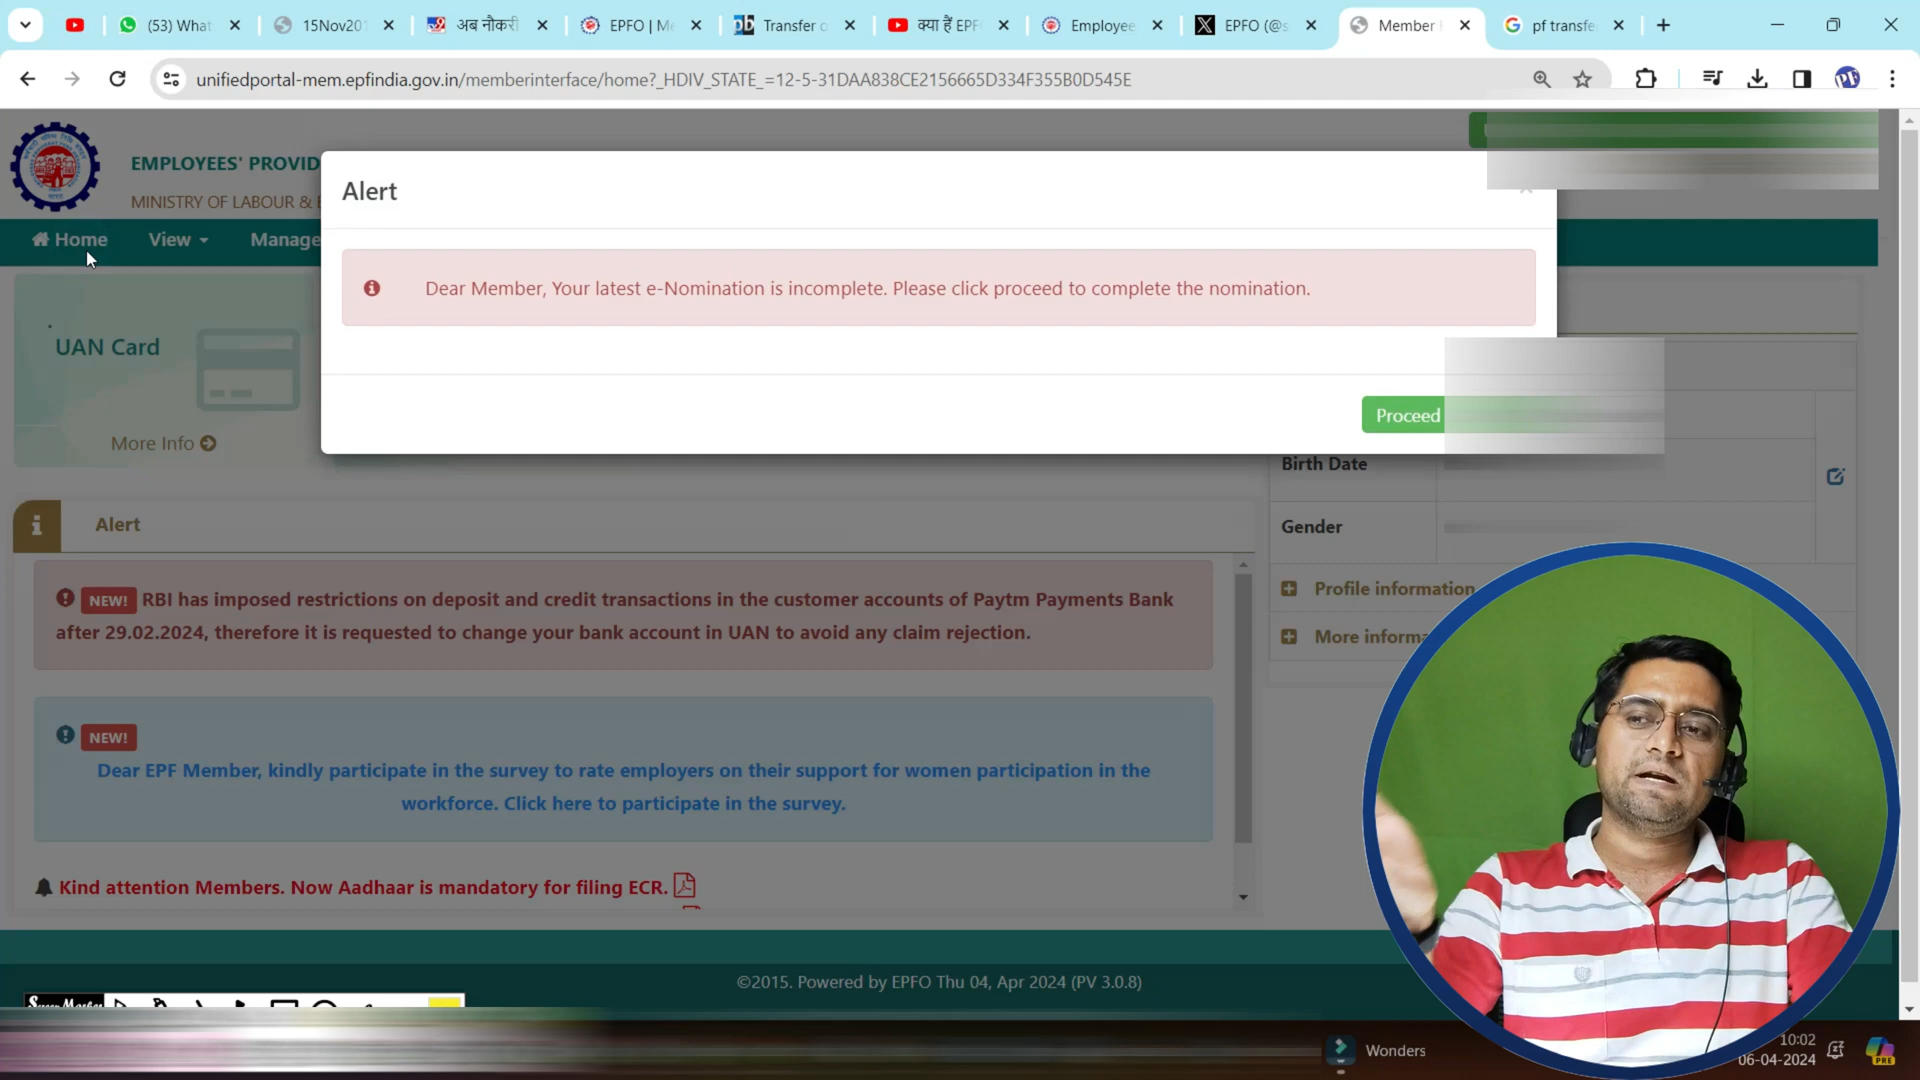 (53) What
15Nov201
अब नौकरी
EPFO | Me
Transfer o
क्या हैं EPF
Employee
EPFO (@s
Member
pf transfe
unifiedportal-mem.epfindia.gov.in/memberinterface/home?_HDIV_STATE_=12-5-31DAA838CE2156665D334F355B0D545E
EMPLOYEES' PROVID
MINISTRY OF LABOUR &
Home
View
Manage
Alert
Dear Member, Your latest e-Nomination is incomplete. Please click proceed to complete the nomination.
Proceed
UAN Card
More Info
Birth Date
Gender
Profile information
More informa
Alert
NEW! RBI has imposed restrictions on deposit and credit transactions in the customer accounts of Paytm Payments Bank
after 29.02.2024, therefore it is requested to change your bank account in UAN to avoid any claim rejection.
NEW!
Dear EPF Member, kindly participate in the survey to rate employers on their support for women participation in the
workforce. Click here to participate in the survey.
Kind attention Members. Now Aadhaar is mandatory for filing ECR.
©2015. Powered by EPFO Thu 04, Apr 2024 (PV 3.0.8)
Wonders
10:02
06-04-2024
PRE